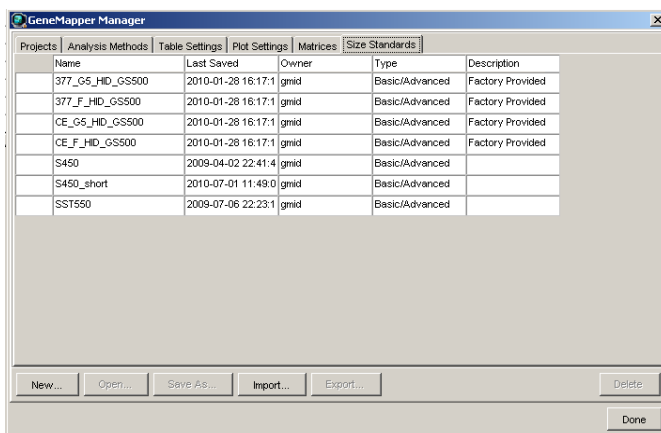 GeneMapper Manager
Projects Analysis Methods Table Settings Plot Settings Matrices Size Standards
Name Last Saved Owner Type Description
377_G5_HID_GS500 2010-01-28 16:17:1 gmid Basic/Advanced Factory Provided
377_F_HID_GS500 2010-01-28 16:17:1 gmid Basic/Advanced Factory Provided
CE_G5_HID_GS500 2010-01-28 16:17:1 gmid Basic/Advanced Factory Provided
CE_F_HID_GS500 2010-01-28 16:17:1 gmid Basic/Advanced Factory Provided
S450 2009-04-02 22:41:4 gmid Basic/Advanced
S450_short 2010-07-01 11:49:0 gmid Basic/Advanced
SST550 2009-07-06 22:23:1 gmid Basic/Advanced
New... Open... Save As... Import... Export... Delete
Done